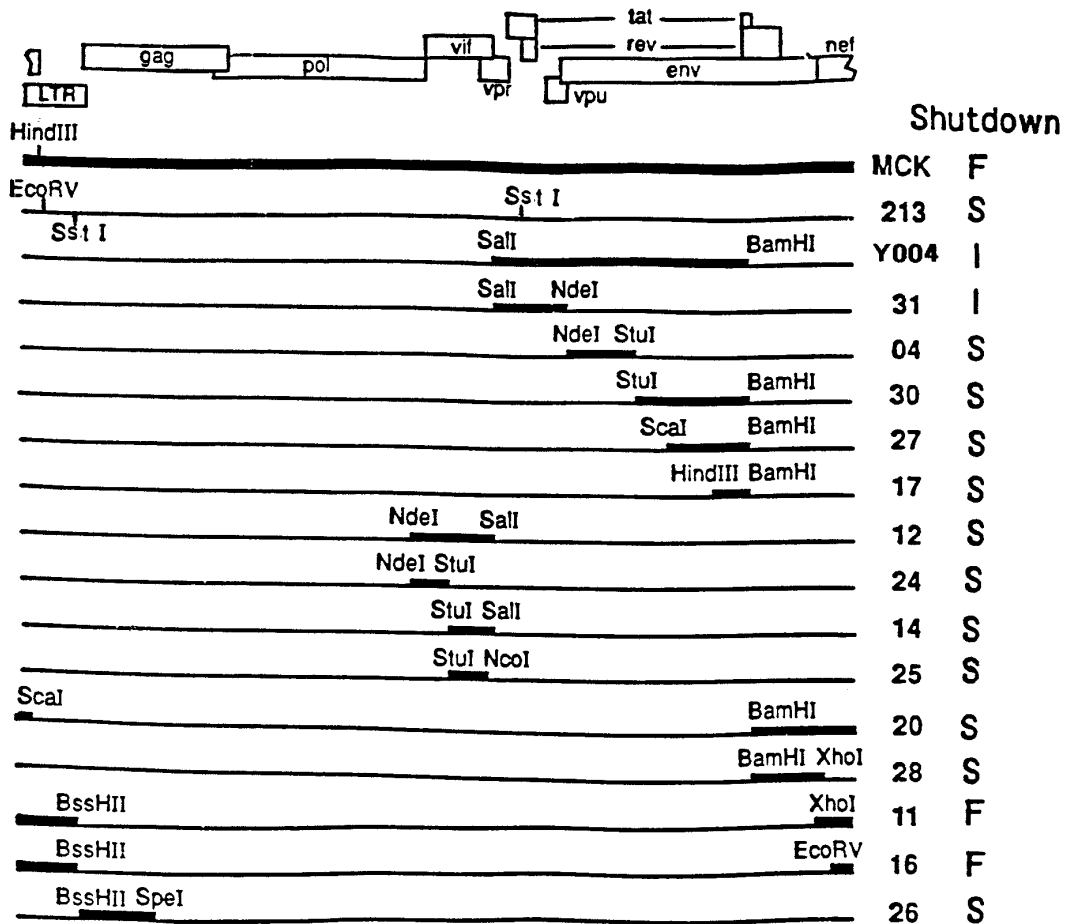 tat
rev
nef
vif
gag
pol
env
vpr
vpu
LTR
Shutdown
HindIII
MCK F
EcoRV
Sst I
Sst I
213 S
SalI BamHI
Y004 I
SalI NdeI
31 I
NdeI StuI
04 S
StuI BamHI
30 S
ScaI BamHI
27 S
HindIII BamHI
17 S
NdeI SalI
12 S
NdeI StuI
24 S
StuI SalI
14 S
StuI NcoI
25 S
ScaI BamHI
20 S
BamHI XhoI
28 S
BssHII XhoI
11 F
BssHII EcoRV
16 F
BssHII SpeI
26 S